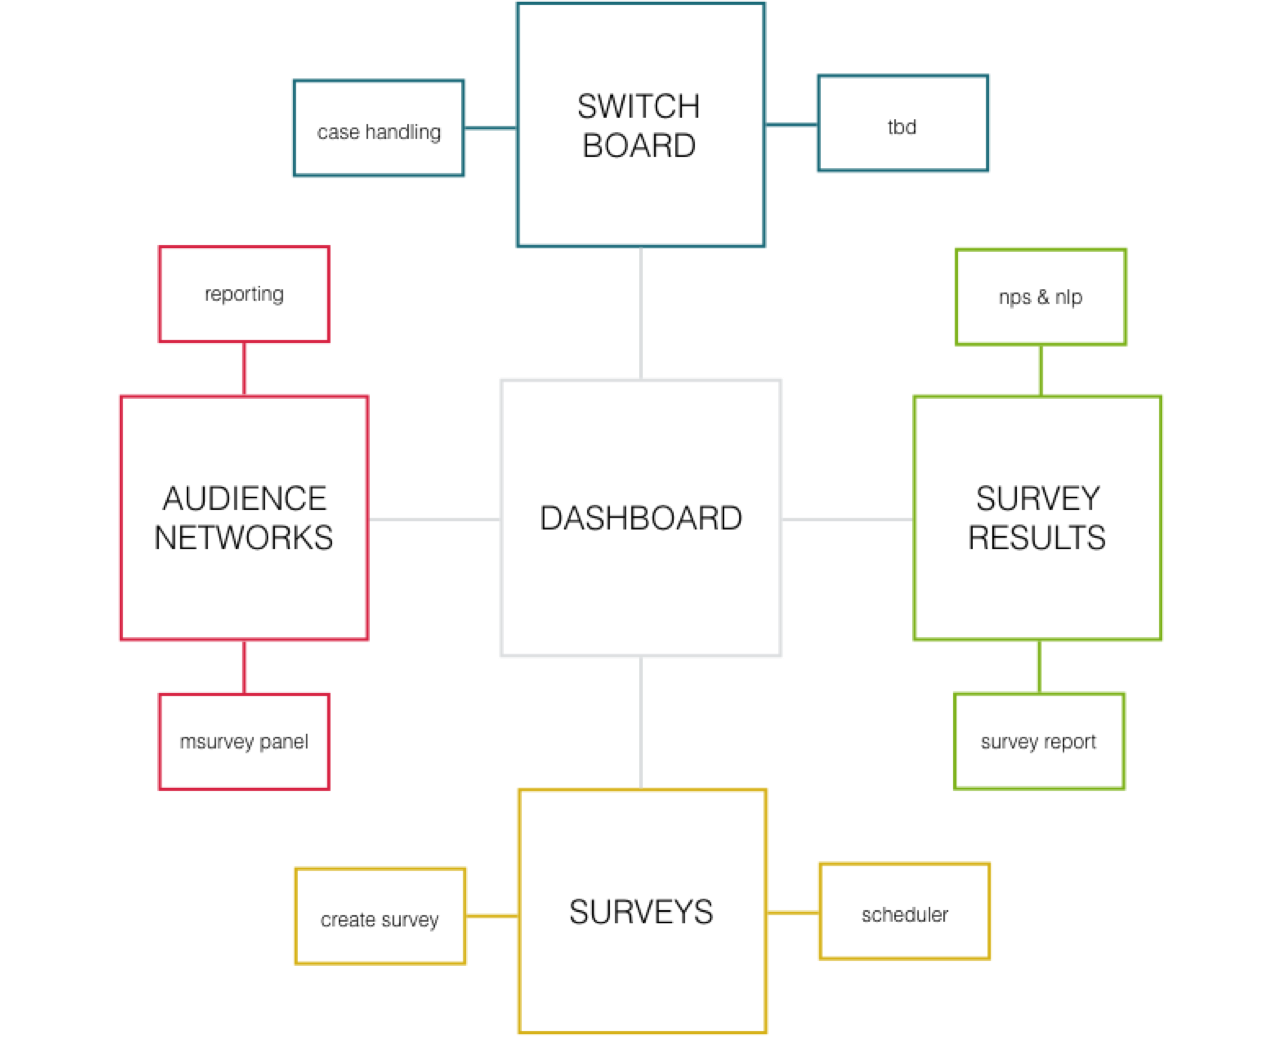 SWITCH
BOARD
case handling
tbd
reporting
nps & nlp
AUDIENCE
NETWORKS
DASHBOARD
SURVEY
RESULTS
msurvey panel
survey report
SURVEYS
create survey
scheduler